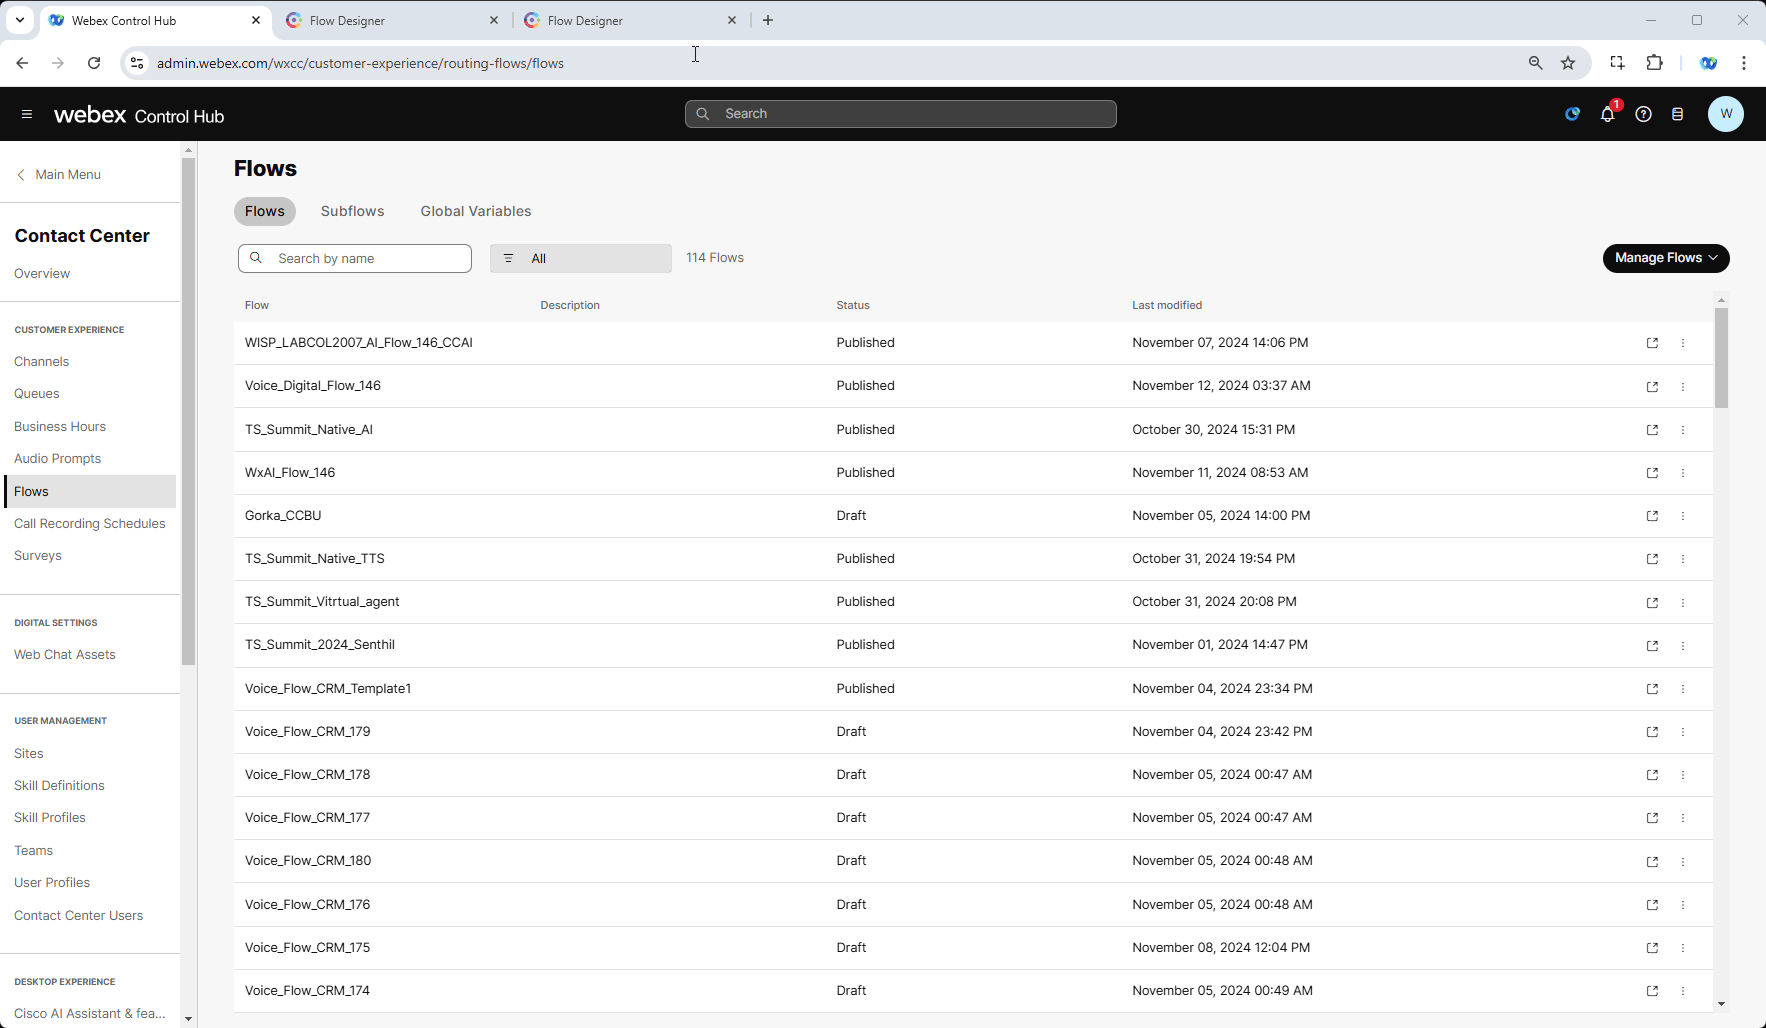 Webex Control Hub
Flow Designer
Flow Designer
admin.webex.com/wxcc/customer-experience/routing-flows/flows
webex Control Hub
Search
1
W
Main Menu
Contact Center
Overview
CUSTOMER EXPERIENCE
Channels
Queues
Business Hours
Audio Prompts
Flows
Call Recording Schedules
Surveys
DIGITAL SETTINGS
Web Chat Assets
USER MANAGEMENT
Sites
Skill Definitions
Skill Profiles
Teams
User Profiles
Contact Center Users
DESKTOP EXPERIENCE
Cisco AI Assistant & fea...
Flows
Flows Subflows Global Variables
Search by name All 114 Flows Manage Flows
Flow Description Status Last modified
WISP_LABCOL2007_AI_Flow_146_CCAI Published November 07, 2024 14:06 PM
Voice_Digital_Flow_146 Published November 12, 2024 03:37 AM
TS_Summit_Native_AI Published October 30, 2024 15:31 PM
WxAI_Flow_146 Published November 11, 2024 08:53 AM
Gorka_CCBU Draft November 05, 2024 14:00 PM
TS_Summit_Native_TTS Published October 31, 2024 19:54 PM
TS_Summit_Vitrtual_agent Published October 31, 2024 20:08 PM
TS_Summit_2024_Senthil Published November 01, 2024 14:47 PM
Voice_Flow_CRM_Template1 Published November 04, 2024 23:34 PM
Voice_Flow_CRM_179 Draft November 04, 2024 23:42 PM
Voice_Flow_CRM_178 Draft November 05, 2024 00:47 AM
Voice_Flow_CRM_177 Draft November 05, 2024 00:47 AM
Voice_Flow_CRM_180 Draft November 05, 2024 00:48 AM
Voice_Flow_CRM_176 Draft November 05, 2024 00:48 AM
Voice_Flow_CRM_175 Draft November 08, 2024 12:04 PM
Voice_Flow_CRM_174 Draft November 05, 2024 00:49 AM